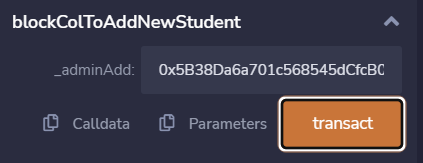 blockColToAddNewStudent
_adminAdd: 0x5B38Da6a701c568545dCfcB0
Calldata Parameters transact